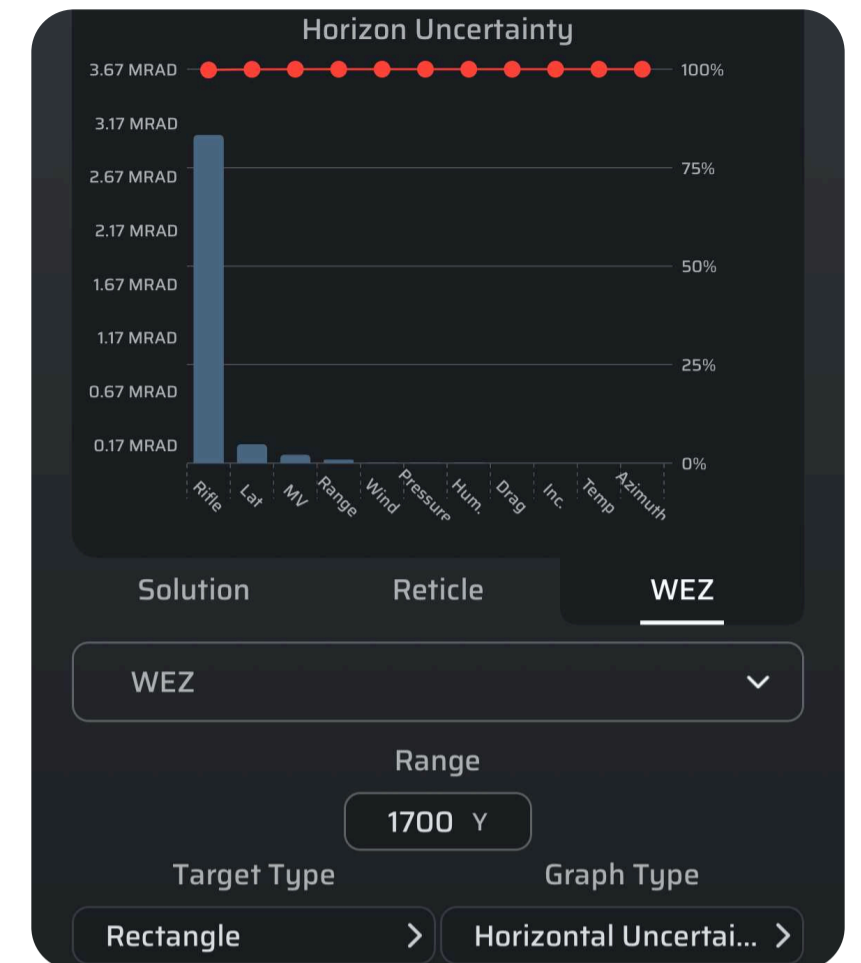 Horizon Uncertainty
3.67 MRAD 100%
3.17 MRAD
2.67 MRAD 75%
2.17 MRAD
1.67 MRAD 50%
1.17 MRAD
0.67 MRAD 25%
0.17 MRAD
0%
Rifle Lat MV Range Wind Pressure Hum. Drag Inc. Temp Azimuth
Solution Reticle WEZ
WEZ
Range
1700 Y
Target Type Graph Type
Rectangle Horizontal Uncertai...